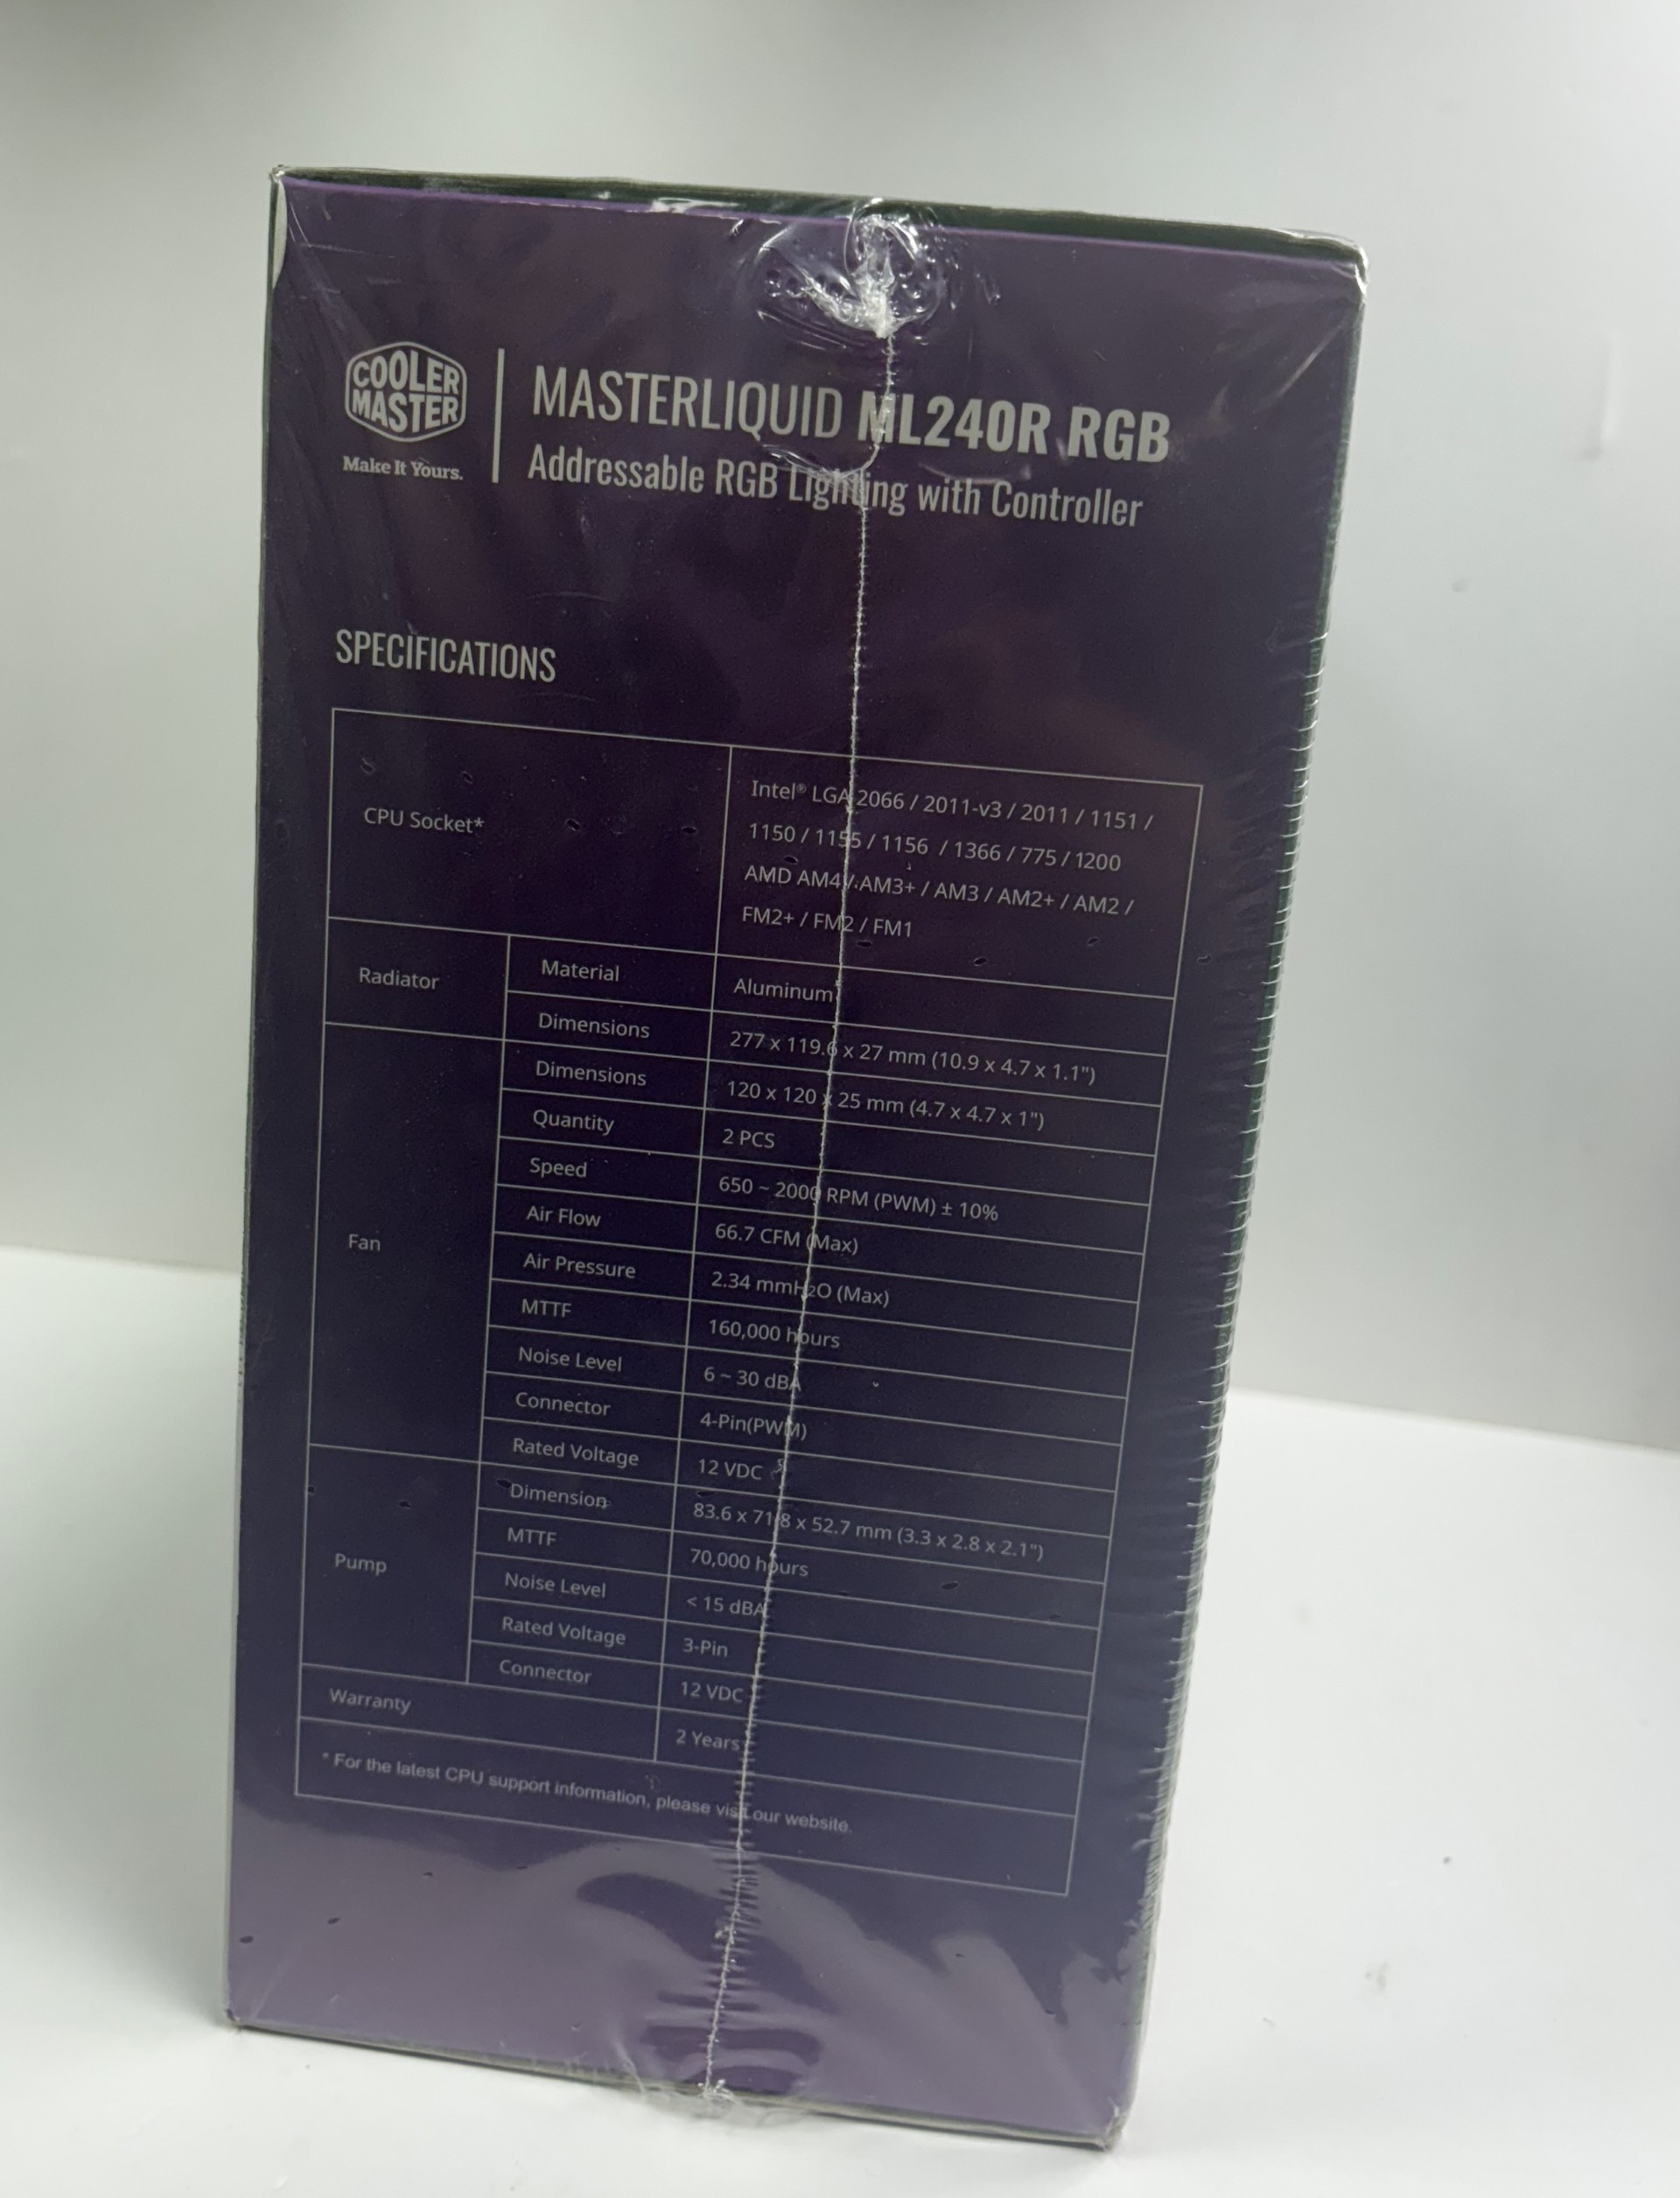 COOLER
MASTER
Make It Yours.
MASTERLIQUID ML240R RGB
Addressable RGB Lighting with Controller
SPECIFICATIONS
CPU Socket*
Intel® LGA 2066 / 2011-v3 / 2011 / 1151 /
1150 / 1155 / 1156 / 1366 / 775 / 1200
AMD AM4 / AM3+ / AM3 / AM2+ / AM2 /
FM2+ / FM2 / FM1
Radiator
Material Aluminum
Dimensions 277 x 119.6 x 27 mm (10.9 x 4.7 x 1.1")
Fan
Dimensions 120 x 120 x 25 mm (4.7 x 4.7 x 1")
Quantity 2 PCS
Speed 650 ~ 2000 RPM (PWM) ± 10%
Air Flow 66.7 CFM (Max)
Air Pressure 2.34 mmH₂O (Max)
MTTF 160,000 hours
Noise Level 6 ~ 30 dBA
Connector 4-Pin(PWM)
Rated Voltage 12 VDC
Pump
Dimension 83.6 x 71.8 x 52.7 mm (3.3 x 2.8 x 2.1")
MTTF 70,000 hours
Noise Level < 15 dBA
Rated Voltage 3-Pin
Connector 12 VDC
Warranty 2 Years
* For the latest CPU support information, please visit our website.